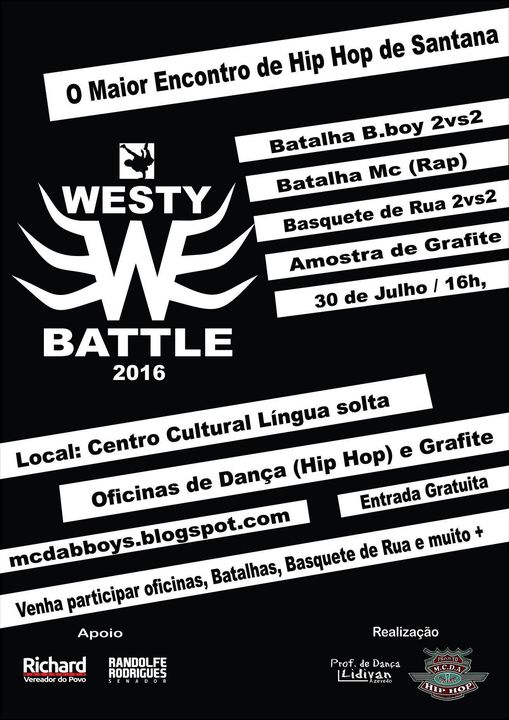 O Maior Encontro de Hip Hop de Santana
WESTY
W
BATTLE
2016
Batalha B.boy 2vs2
Batalha Mc (Rap)
Basquete de Rua 2vs2
Amostra de Grafite
30 de Julho / 16h,
Local: Centro Cultural Língua solta
Oficinas de Dança (Hip Hop) e Grafite
Entrada Gratuita
mcdabboys.blogspot.com
Venha participar oficinas, Batalhas, Basquete de Rua e muito +
Apoio
Richard
Vereador do Povo
RANDOLFE
RODRIGUES
SENADOR
Realização
Prof. de Dança
Llidivan
Azevedo
M.C.D.A
HIP HOP